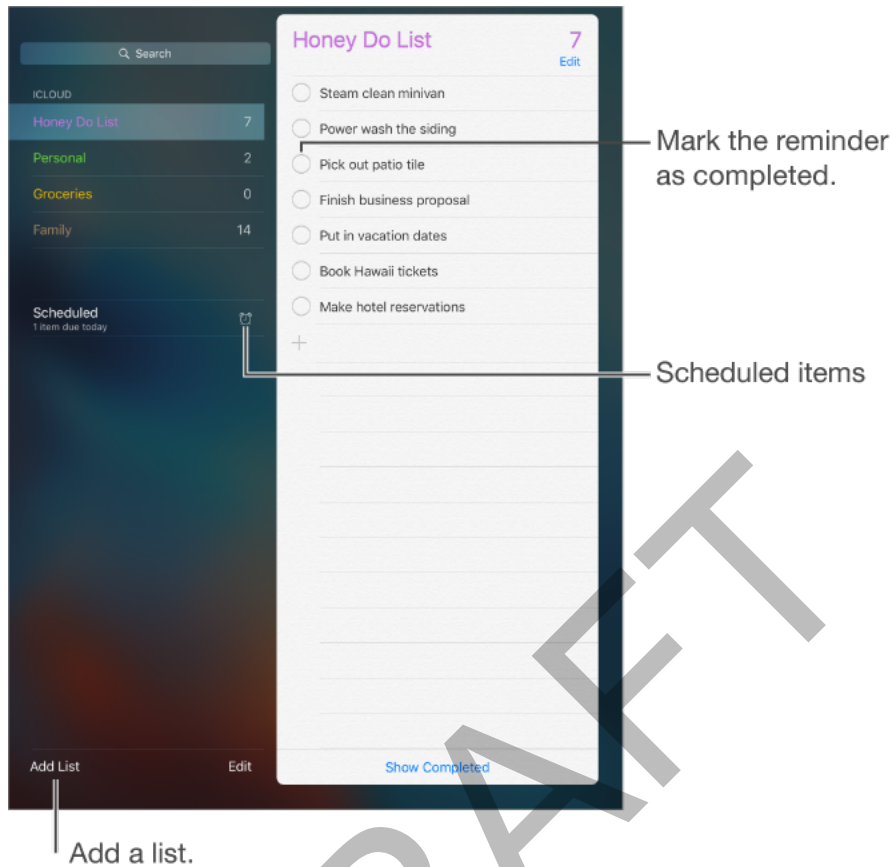 Search
ICLOUD
Honey Do List 7
Personal 2
Groceries 0
Family 14
Scheduled
1 item due today
Add List Edit
Honey Do List 7
Edit
Steam clean minivan
Power wash the siding
Pick out patio tile
Finish business proposal
Put in vacation dates
Book Hawaii tickets
Make hotel reservations
Show Completed
Mark the reminder
as completed.
Scheduled items
Add a list.
DRAFT